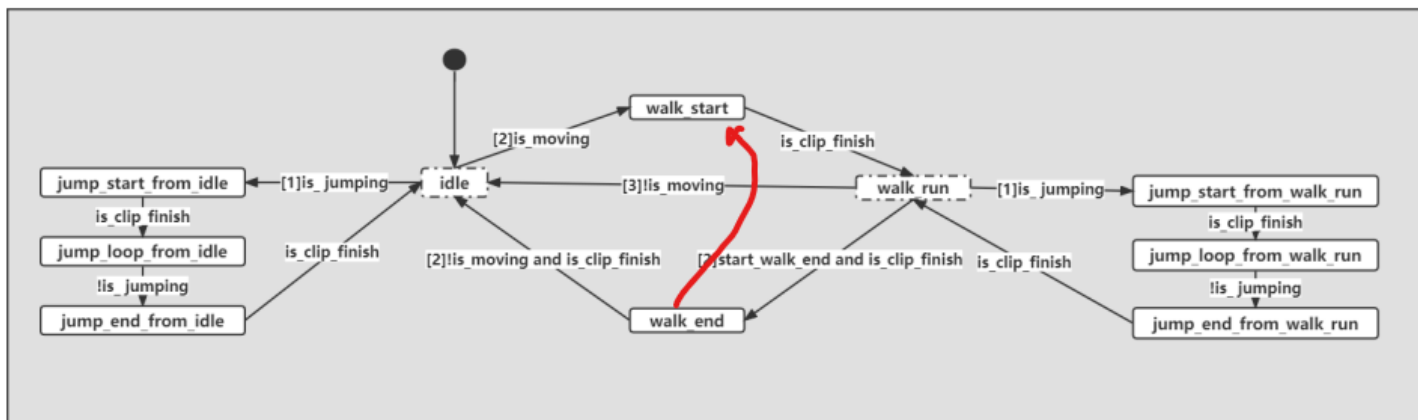 walk_start
[2]is_moving
is_clip_finish
jump_start_from_idle
[1]is_jumping
idle
[3]!is_moving
walk_run
[1]is_jumping
jump_start_from_walk_run
is_clip_finish
is_clip_finish
jump_loop_from_idle
is_clip_finish
[2]!is_moving and is_clip_finish
[2]start_walk_end and is_clip_finish
is_clip_finish
jump_loop_from_walk_run
!is_jumping
!is_jumping
jump_end_from_idle
walk_end
jump_end_from_walk_run